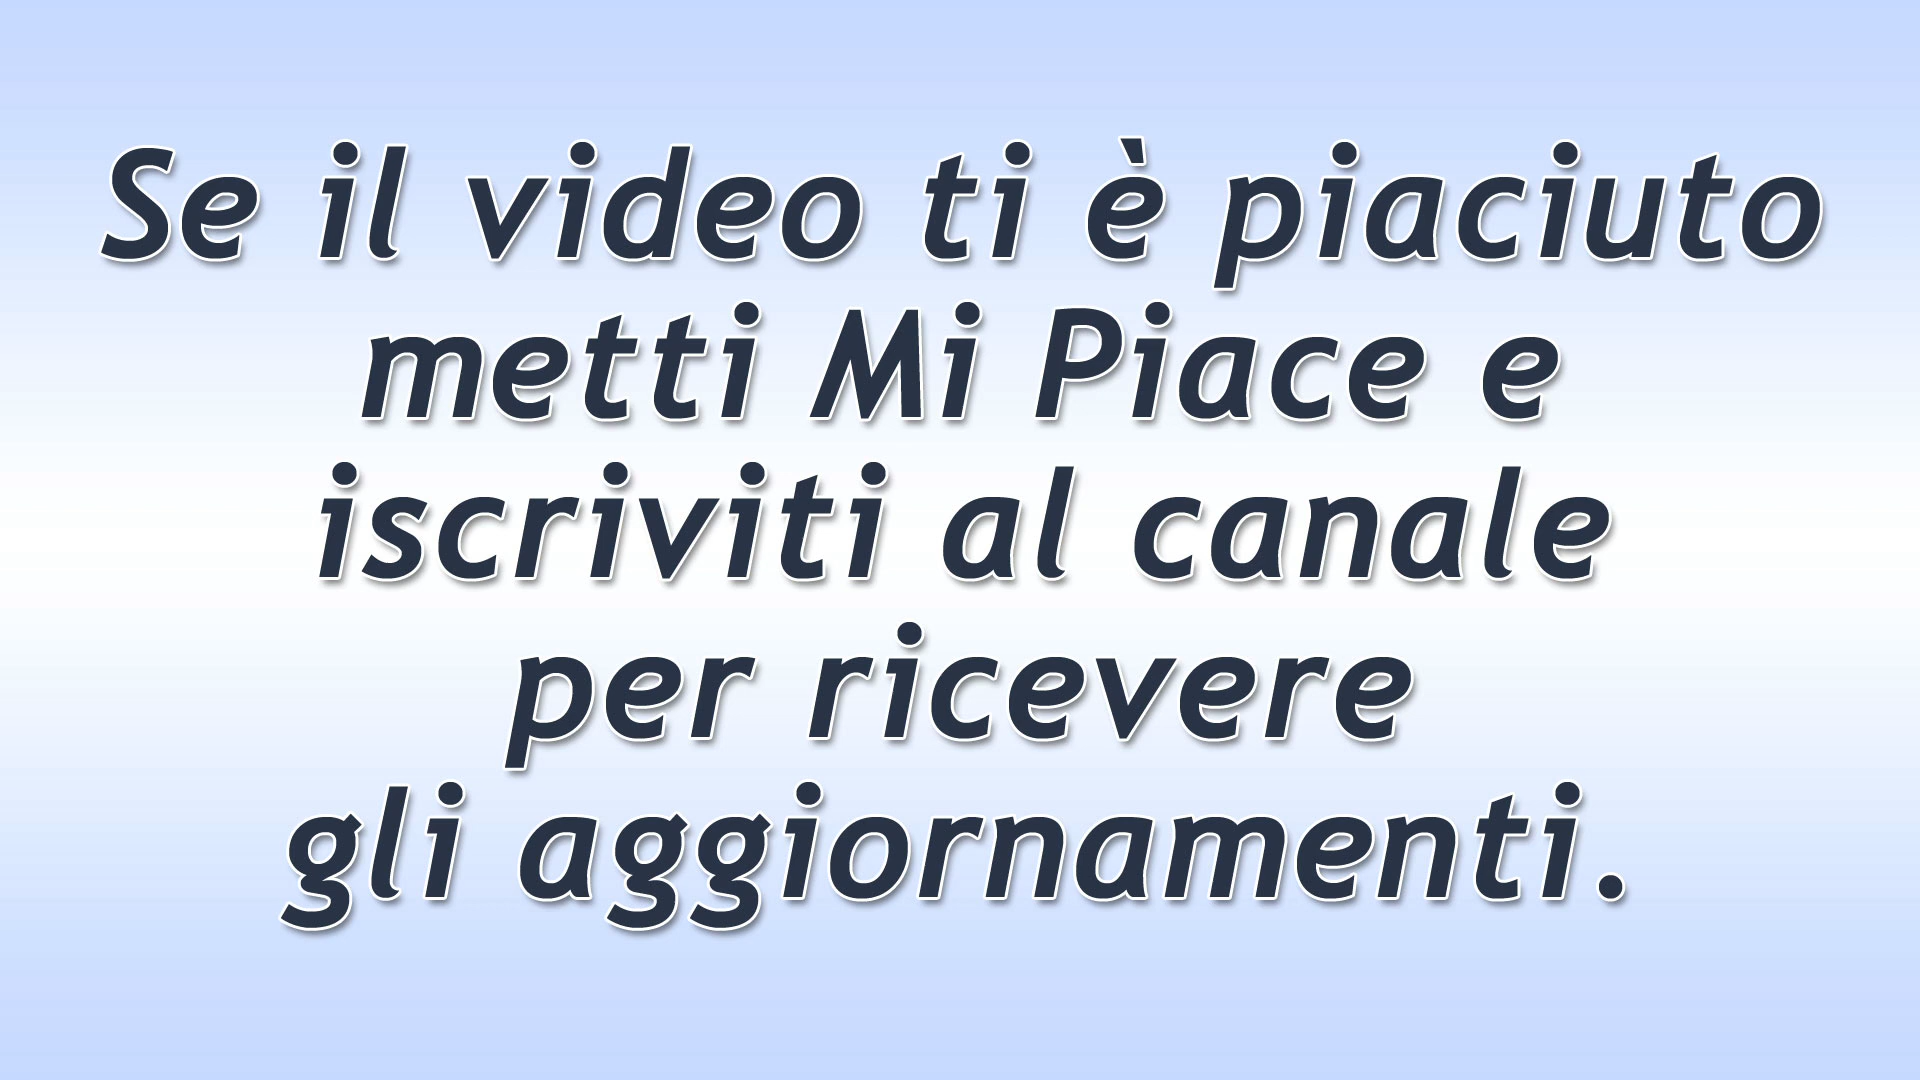 Se il video ti è piaciuto
metti Mi Piace e
iscriviti al canale
per ricevere
gli aggiornamenti.